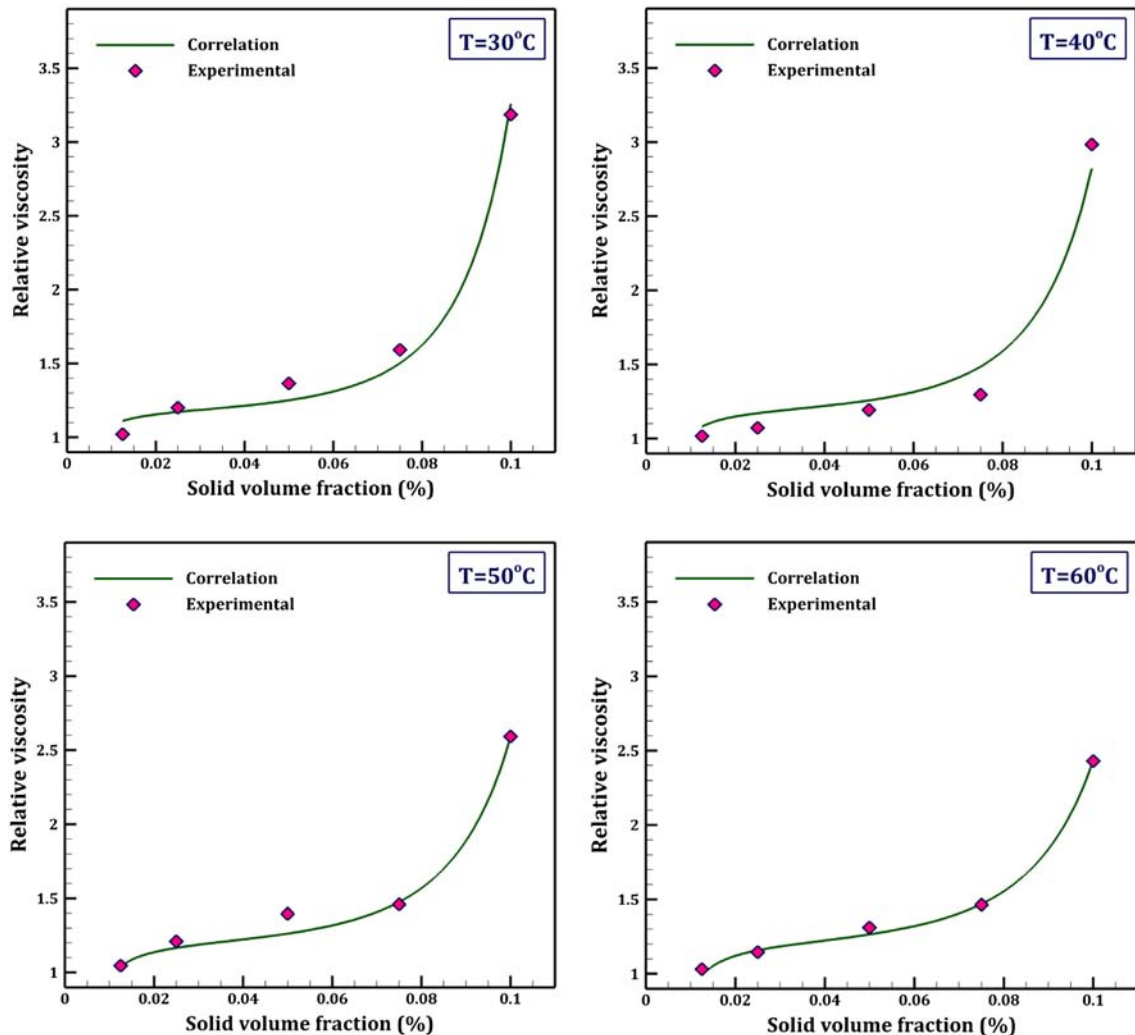 Correlation
Experimental
T=30°C
3.5
3
2.5
2
1.5
1
0
0.02
0.04
0.06
0.08
0.1
Relative viscosity
Solid volume fraction (%)
Correlation
Experimental
T=40°C
3.5
3
2.5
2
1.5
1
0
0.02
0.04
0.06
0.08
0.1
Relative viscosity
Solid volume fraction (%)
Correlation
Experimental
T=50°C
3.5
3
2.5
2
1.5
1
0
0.02
0.04
0.06
0.08
0.1
Relative viscosity
Solid volume fraction (%)
Correlation
Experimental
T=60°C
3.5
3
2.5
2
1.5
1
0
0.02
0.04
0.06
0.08
0.1
Relative viscosity
Solid volume fraction (%)